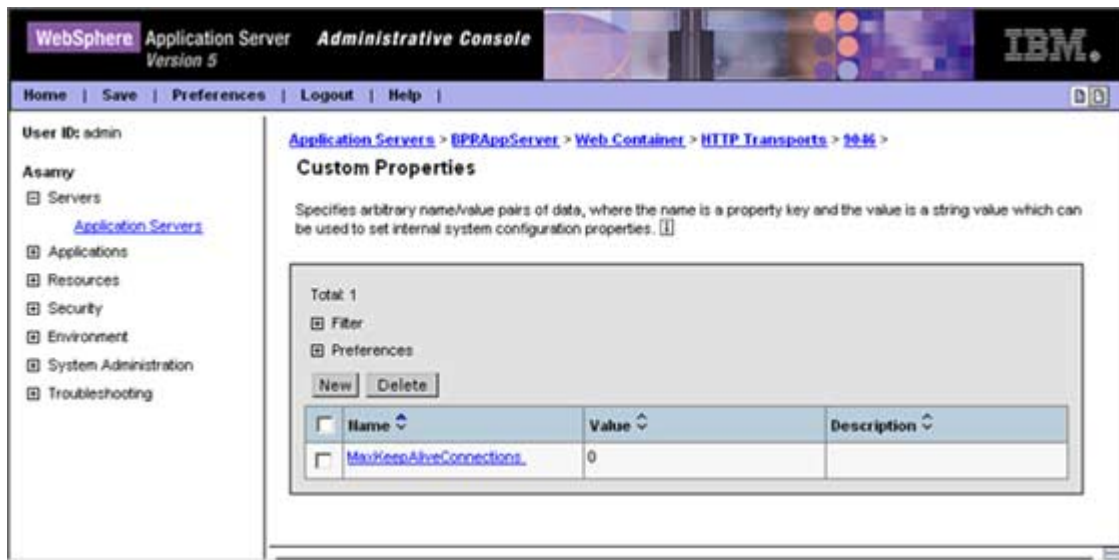 WebSphere Application Server Administrative Console
Version 5
IBM.
Home | Save | Preferences | Logout | Help |
User ID: admin
Asamy
Servers
Application Servers
Applications
Resources
Security
Environment
System Administration
Troubleshooting
Application Servers > BPRAppServer > Web Container > HTTP Transports > 9046 >
Custom Properties
Specifies arbitrary name/value pairs of data, where the name is a property key and the value is a string value which can
be used to set internal system configuration properties.
Total: 1
Filter
Preferences
New Delete
Name Value Description
MaxKeepAliveConnections 0